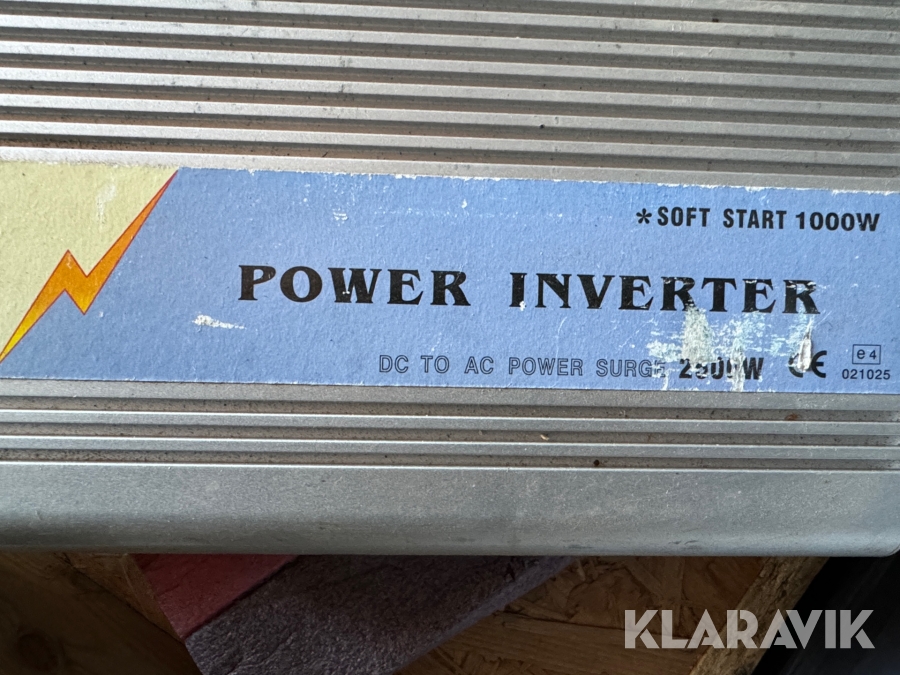 *SOFT START 1000W
POWER INVERTER
DC TO AC POWER SURGE CE e4
021025
KLARAVIK